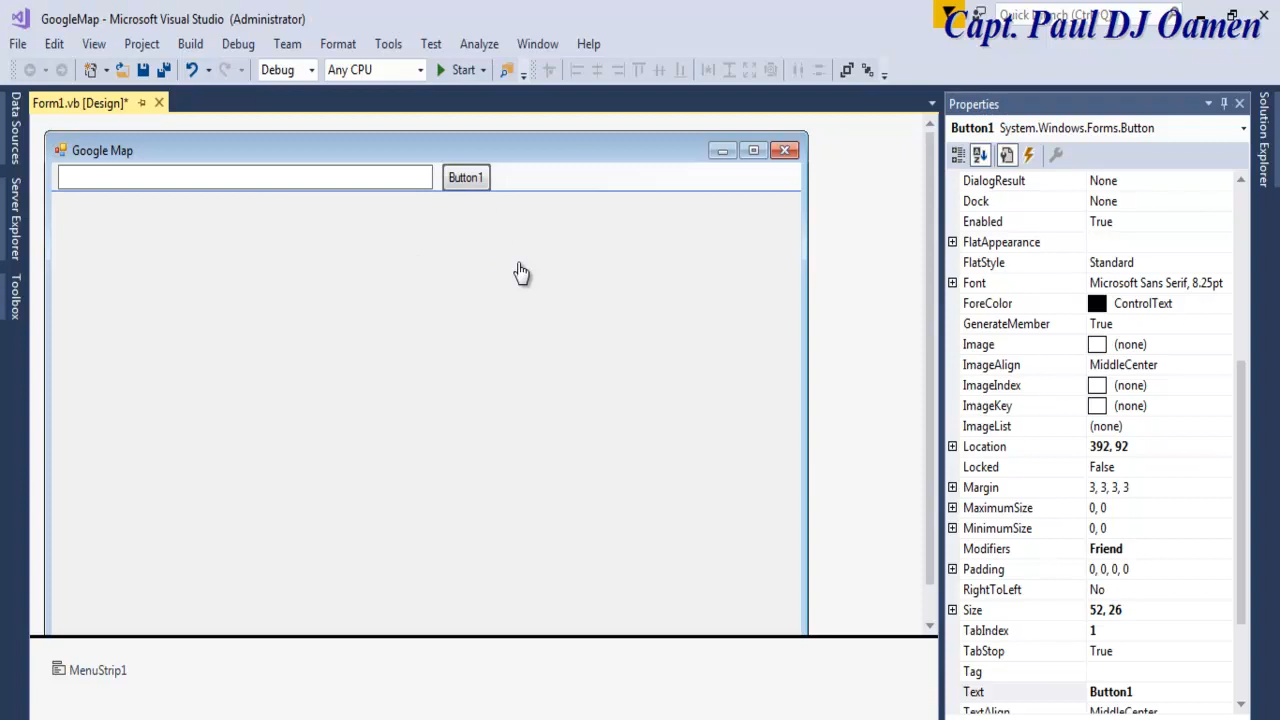 GoogleMap - Microsoft Visual Studio (Administrator)
Quick Launch (Ctrl+Q)
Capt. Paul DJ Oamen
File Edit View Project Build Debug Team Format Tools Test Analyze Window Help
Debug Any CPU Start
Form1.vb [Design]*
Data Sources
Server Explorer
Toolbox
Google Map
Button1
MenuStrip1
Properties
Button1 System.Windows.Forms.Button
DialogResult None
Dock None
Enabled True
FlatAppearance
FlatStyle Standard
Font Microsoft Sans Serif, 8.25pt
ForeColor ControlText
GenerateMember True
Image (none)
ImageAlign MiddleCenter
ImageIndex (none)
ImageKey (none)
ImageList (none)
Location 392, 92
Locked False
Margin 3, 3, 3, 3
MaximumSize 0, 0
MinimumSize 0, 0
Modifiers Friend
Padding 0, 0, 0, 0
RightToLeft No
Size 52, 26
TabIndex 1
TabStop True
Tag
Text Button1
TextAlign MiddleCenter
Solution Explorer